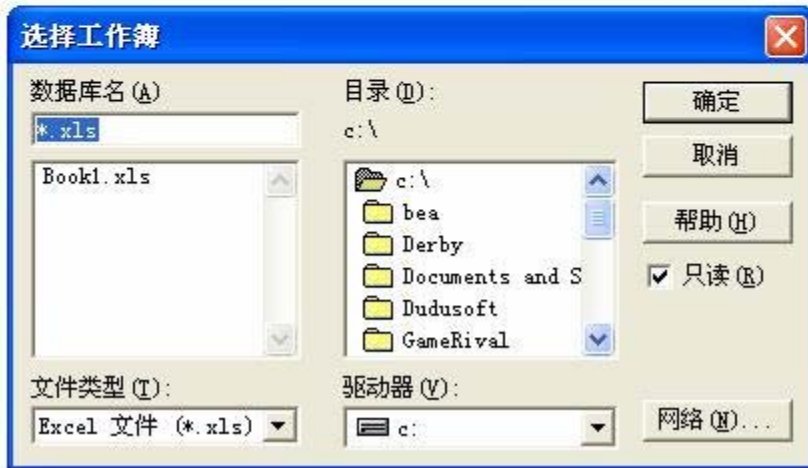 选择工作簿
数据库名(A)
*.xls
Book1.xls
文件类型(T):
Excel 文件 (*.xls)
目录(D):
c:\
c:\
bea
Derby
Documents and S
Dudusoft
GameRival
驱动器(V):
c:
确定
取消
帮助(H)
只读(R)
网络(N)...